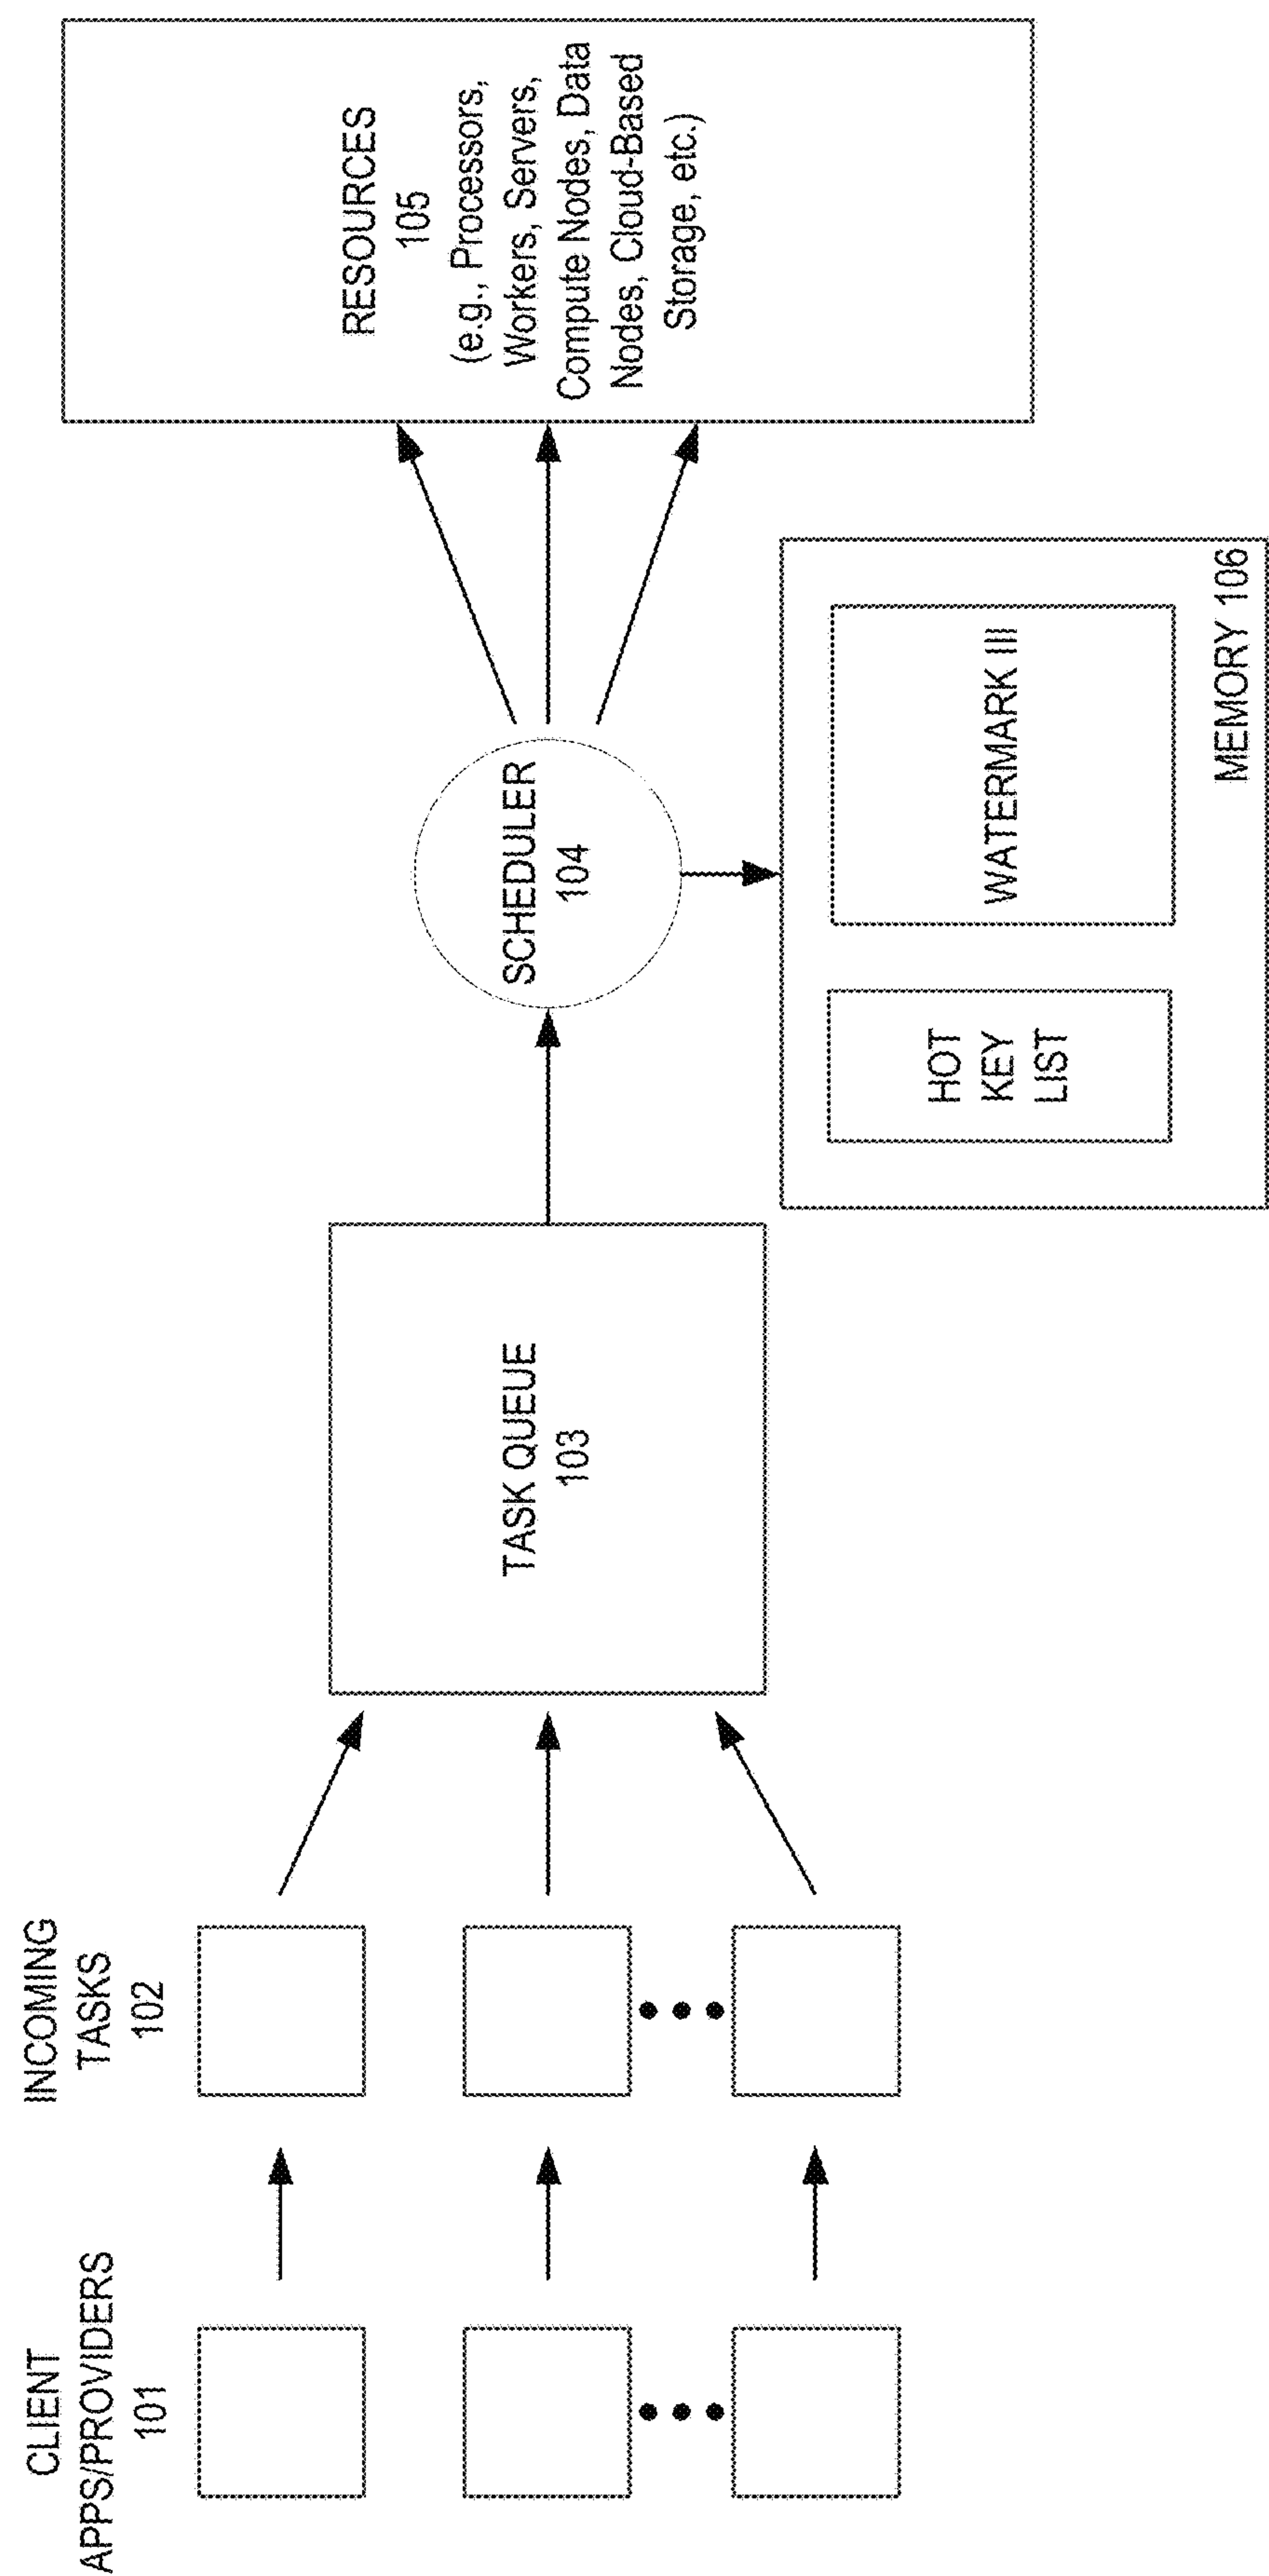 CLIENT
APPS/PROVIDERS
101
INCOMING
TASKS
102
TASK QUEUE
103
SCHEDULER
104
RESOURCES
105
(e.g., Processors,
Workers, Servers,
Compute Nodes, Data
Nodes, Cloud-Based
Storage, etc.)
HOT
KEY
LIST
WATERMARK III
MEMORY 106